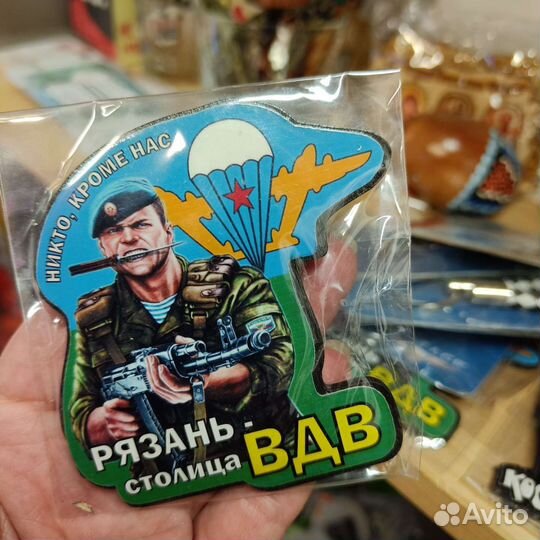 НИКТО, КРОМЕ НАС
РЯЗАНЬ -
столица ВДВ
ВДВ
Avito